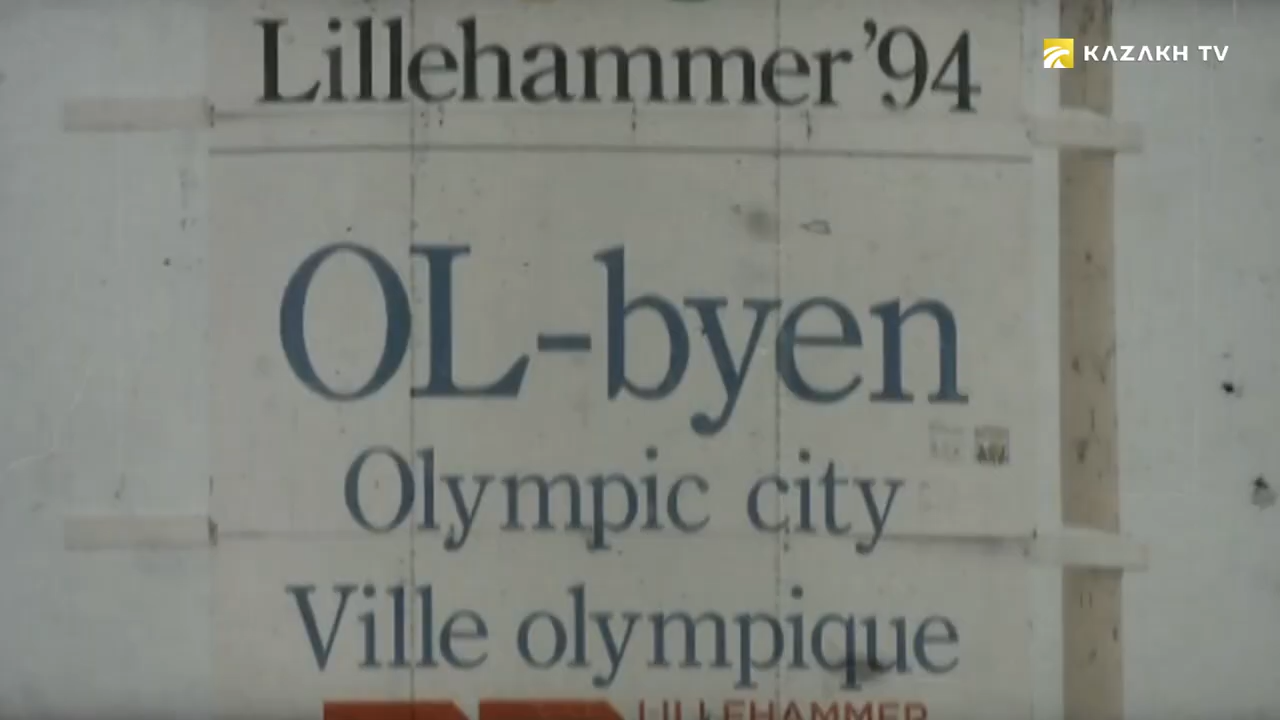 Lillehammer '94
KAZAKH TV
OL-byen
Olympic city
Ville olympique
LILLEHAMMER